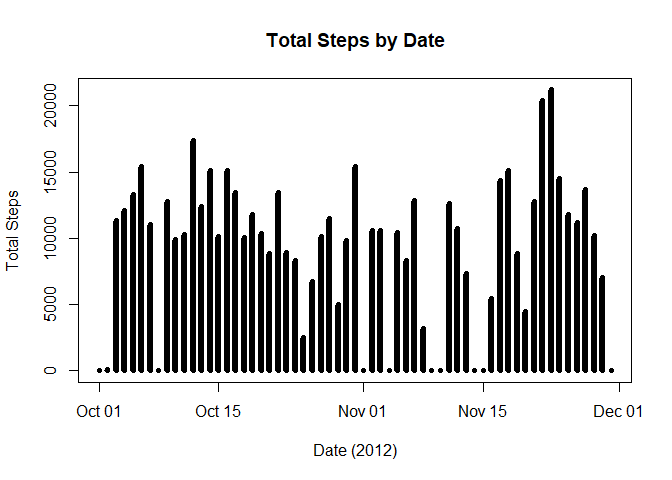 Total Steps by Date
Total Steps
20000
15000
10000
5000
0
Oct 01 Oct 15 Nov 01 Nov 15 Dec 01
Date (2012)